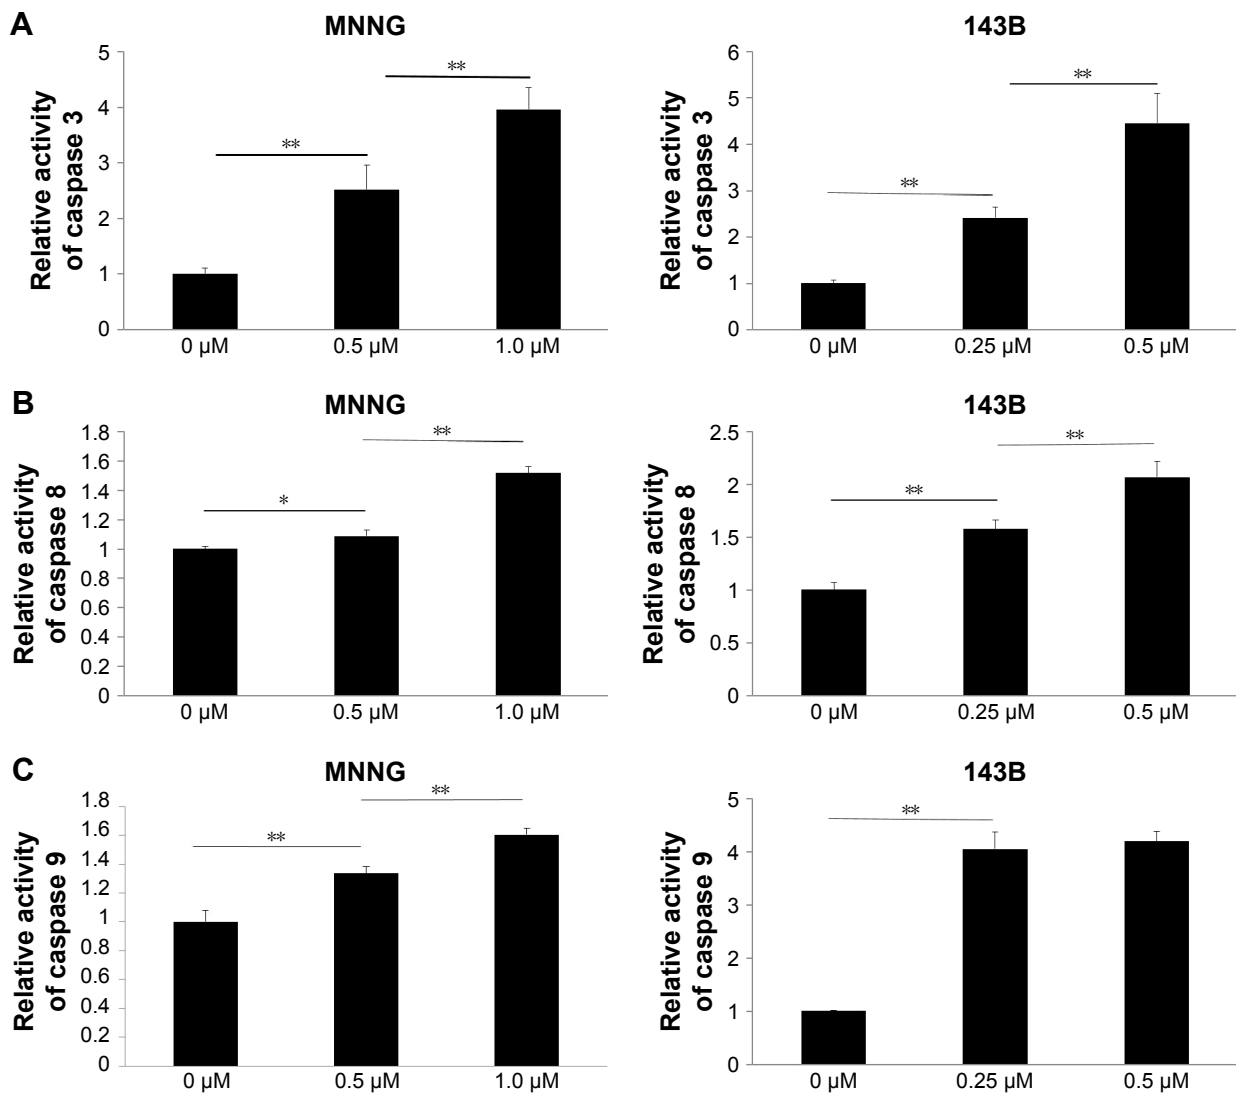 A
MNNG
143B
Relative activity
of caspase 3
5
4
3
2
1
0
**
**
0 µM
0.5 µM
1.0 µM
Relative activity
of caspase 3
6
5
4
3
2
1
0
**
**
0 µM
0.25 µM
0.5 µM
B
MNNG
143B
Relative activity
of caspase 8
1.8
1.6
1.4
1.2
1
0.8
0.6
0.4
0.2
0
*
**
0 µM
0.5 µM
1.0 µM
Relative activity
of caspase 8
2.5
2
1.5
1
0.5
0
**
**
0 µM
0.25 µM
0.5 µM
C
MNNG
143B
Relative activity
of caspase 9
1.8
1.6
1.4
1.2
1
0.8
0.6
0.4
0.2
0
**
**
0 µM
0.5 µM
1.0 µM
Relative activity
of caspase 9
5
4
3
2
1
0
**
0 µM
0.25 µM
0.5 µM